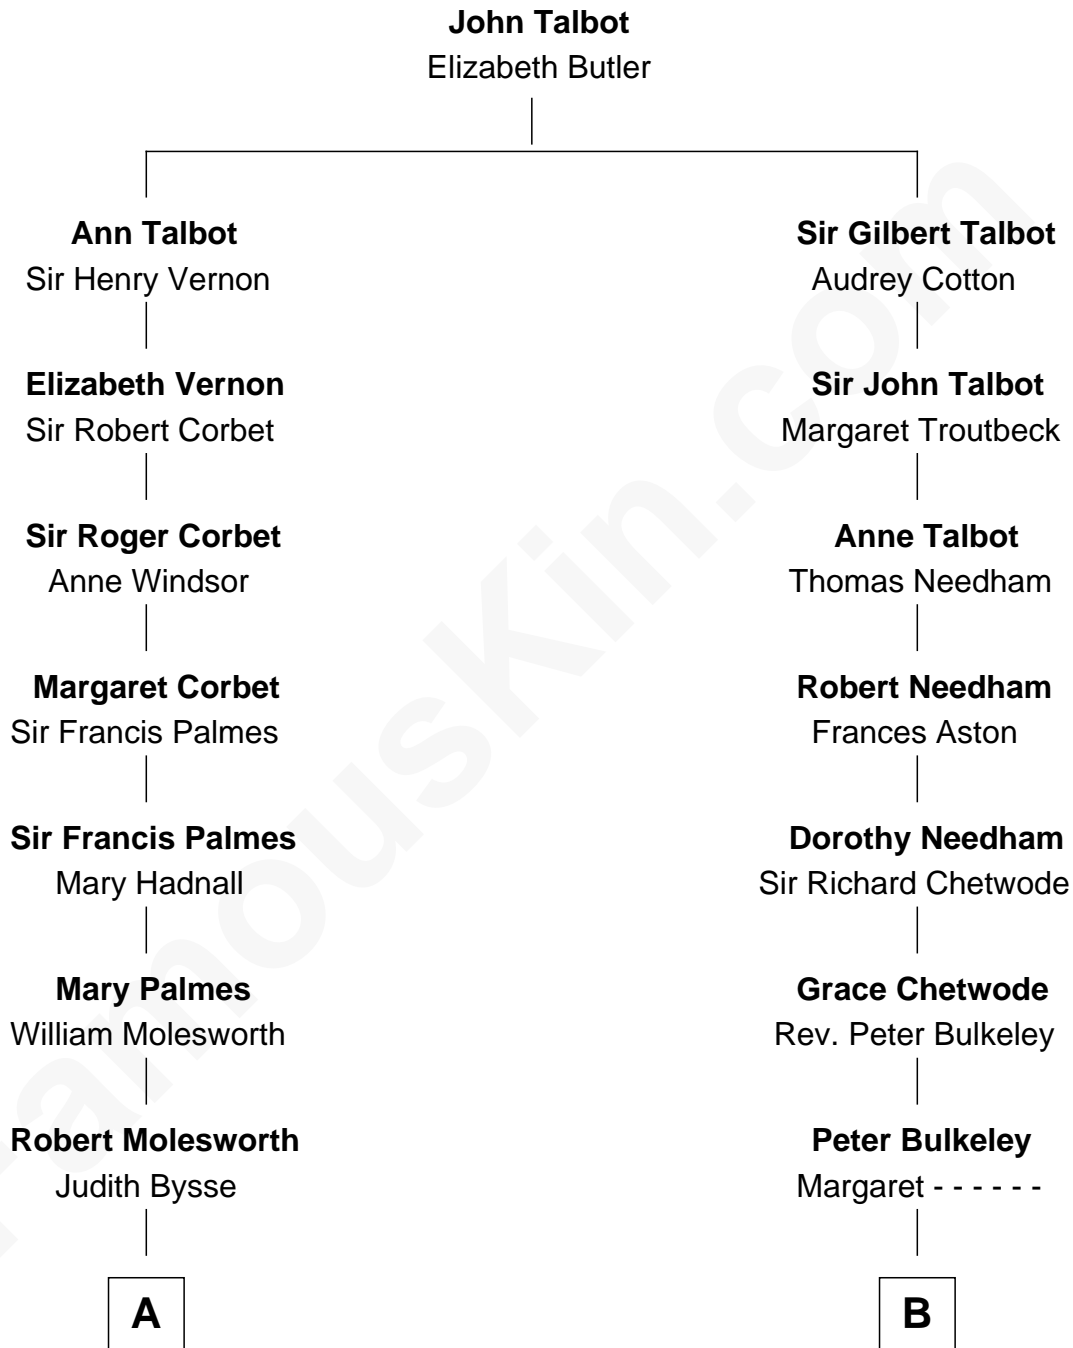 John Talbot
Elizabeth Butler
Ann Talbot
Sir Henry Vernon
Sir Gilbert Talbot
Audrey Cotton
Elizabeth Vernon
Sir Robert Corbet
Sir John Talbot
Margaret Troutbeck
Sir Roger Corbet
Anne Windsor
Anne Talbot
Thomas Needham
Margaret Corbet
Sir Francis Palmes
Robert Needham
Frances Aston
Sir Francis Palmes
Mary Hadnall
Dorothy Needham
Sir Richard Chetwode
Mary Palmes
William Molesworth
Grace Chetwode
Rev. Peter Bulkeley
Robert Molesworth
Judith Bysse
Peter Bulkeley
Margaret - - - - - -
A
B
FamousKin.com